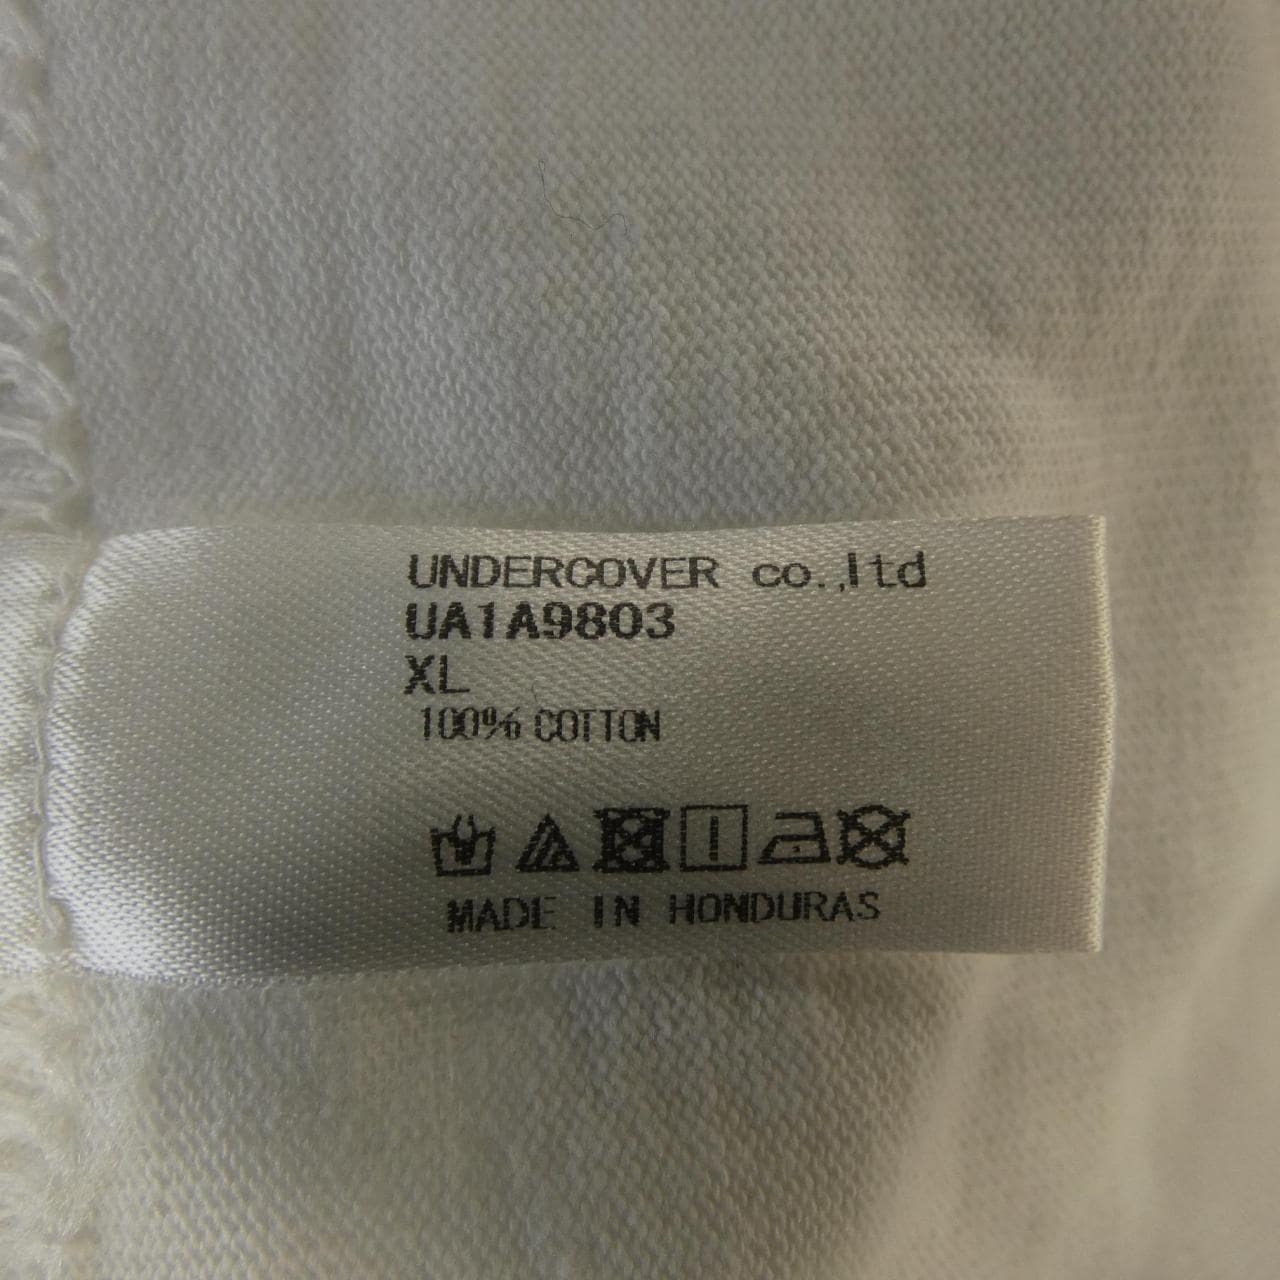 UNDERCOVER co.,ltd
UA1A9803
XL
100% COTTON
MADE IN HONDURAS